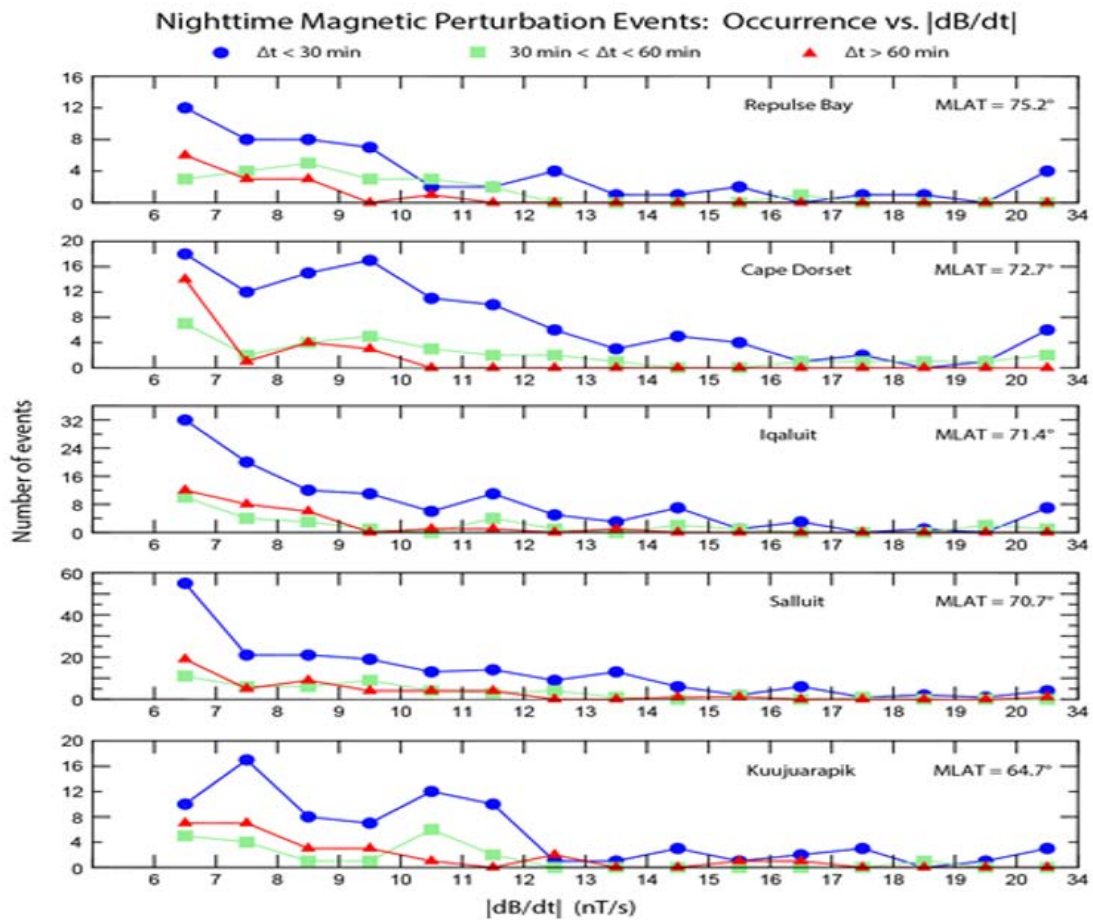 Nighttime Magnetic Perturbation Events: Occurrence vs. |dB/dt|
Δt < 30 min 30 min < Δt < 60 min Δt > 60 min
Number of events
16
12
8
4
0
Repulse Bay MLAT = 75.2°
6 7 8 9 10 11 12 13 14 15 16 17 18 19 20 34
20
16
12
8
4
0
Cape Dorset MLAT = 72.7°
6 7 8 9 10 11 12 13 14 15 16 17 18 19 20 34
32
24
16
8
0
Iqaluit MLAT = 71.4°
6 7 8 9 10 11 12 13 14 15 16 17 18 19 20 34
60
40
20
0
Salluit MLAT = 70.7°
6 7 8 9 10 11 12 13 14 15 16 17 18 19 20 34
20
16
12
8
4
0
Kuujuarapik MLAT = 64.7°
6 7 8 9 10 11 12 13 14 15 16 17 18 19 20 34
|dB/dt| (nT/s)